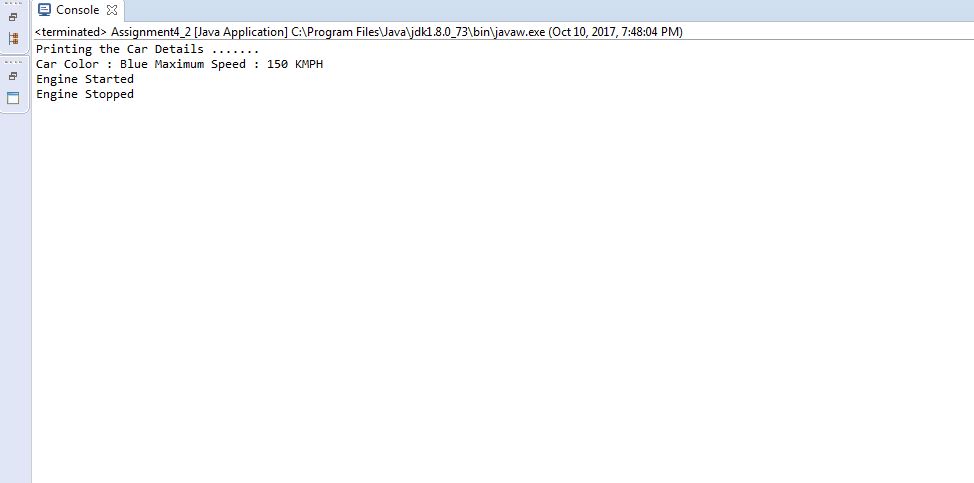 Console
<terminated> Assignment4_2 [Java Application] C:\Program Files\Java\jdk1.8.0_73\bin\javaw.exe (Oct 10, 2017, 7:48:04 PM)
Printing the Car Details .......
Car Color : Blue Maximum Speed : 150 KMPH
Engine Started
Engine Stopped